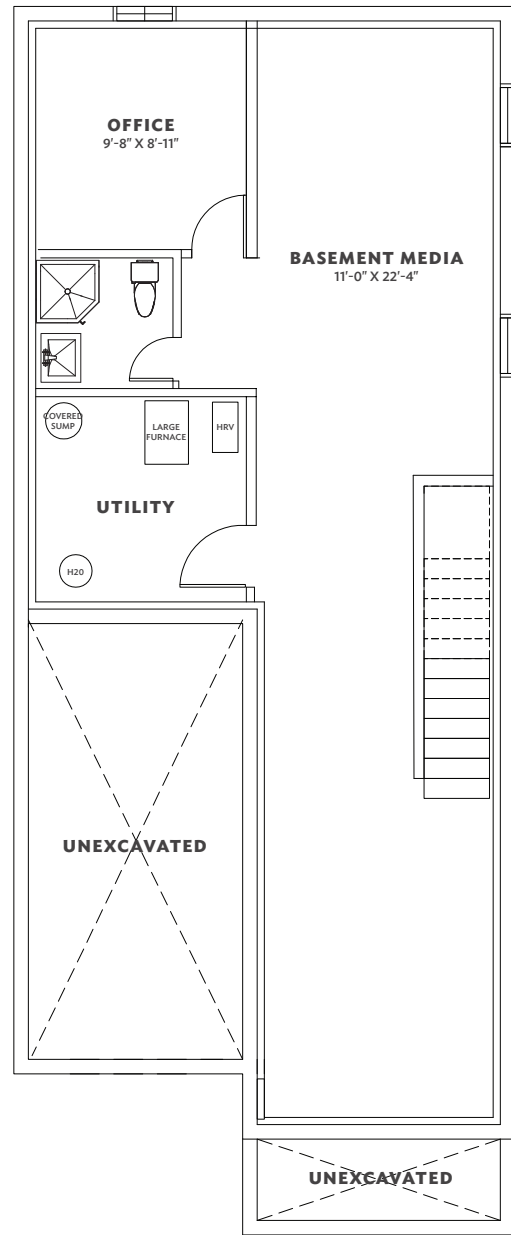 OFFICE
9'-8" X 8'-11"
BASEMENT MEDIA
11'-0" X 22'-4"
COVERED
SUMP
LARGE
FURNACE
HRV
UTILITY
H20
UNEXCAVATED
UNEXCAVATED